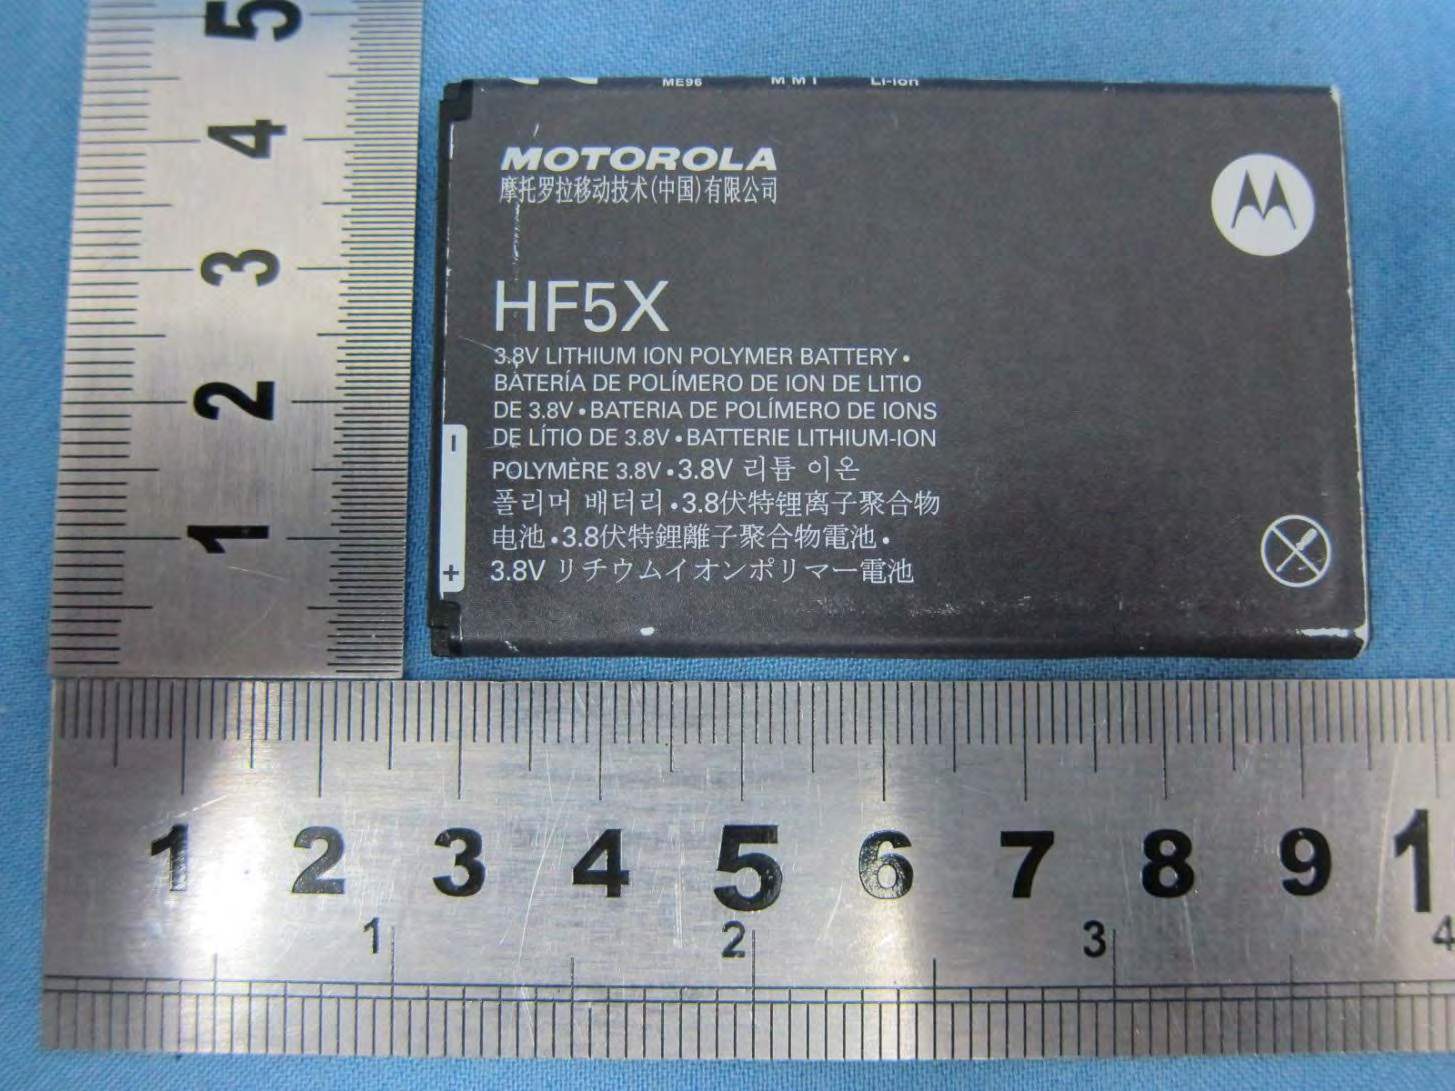 ME96 MMI Li-Ion
MOTOROLA
摩托罗拉移动技术(中国)有限公司
HF5X
3.8V LITHIUM ION POLYMER BATTERY •
BATERÍA DE POLÍMERO DE ION DE LITIO
DE 3.8V • BATERIA DE POLÍMERO DE IONS
DE LÍTIO DE 3.8V • BATTERIE LITHIUM-ION
POLYMÈRE 3.8V • 3.8V 리튬 이온
폴리머 배터리 • 3.8伏特锂离子聚合物
电池 • 3.8伏特鋰離子聚合物電池 •
3.8V リチウムイオンポリマー電池
−
+
5
4
3
2
1
1 2 3 4 5 6 7 8 9 1
1 2 3 4